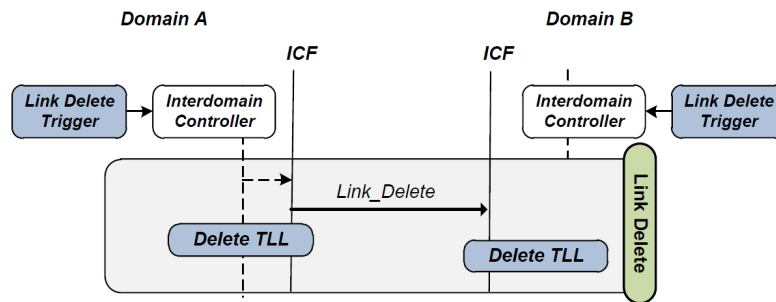 Domain A
Domain B
ICF
ICF
Link Delete
Trigger
Interdomain
Controller
Interdomain
Controller
Link Delete
Trigger
Link_Delete
Link Delete
Delete TLL
Delete TLL